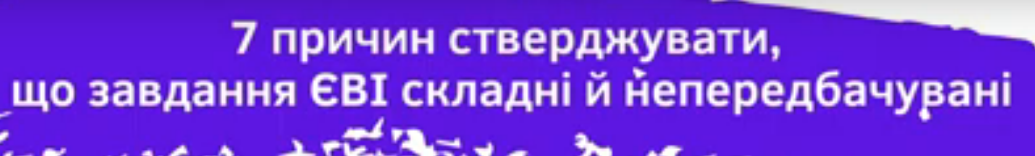 7 причин стверджувати,
що завдання ЄВІ складні й непередбачувані